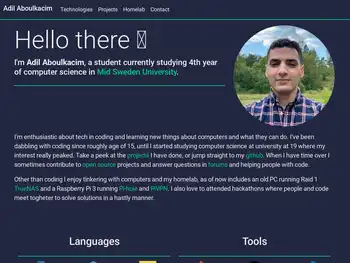 Adil Aboulkacim Technologies Projects Homelab Contact
Hello there
I'm Adil Aboulkacim, a student currently studying 4th year
of computer science in Mid Sweden University.
I'm enthusiastic about tech in coding and learning new things about computers and what they can do. I've been
dabbling with coding since roughly age of 15, until I started studying computer science at university at 19 where my
interest really peaked. Take a peek at the projects I have done, or jump straight to my github. When I have time over I
sometimes contribute to open source projects and answer questions in forums and helping people with code.
Other than coding I enjoy tinkering with computers and my homelab, as of now includes an old PC running Raid 1
TrueNAS and a Raspberry Pi 3 running Pi-hole and PiVPN. I also love to attended hackathons where people and code
meet togheter to solve solutions in a hastly manner.
Languages Tools